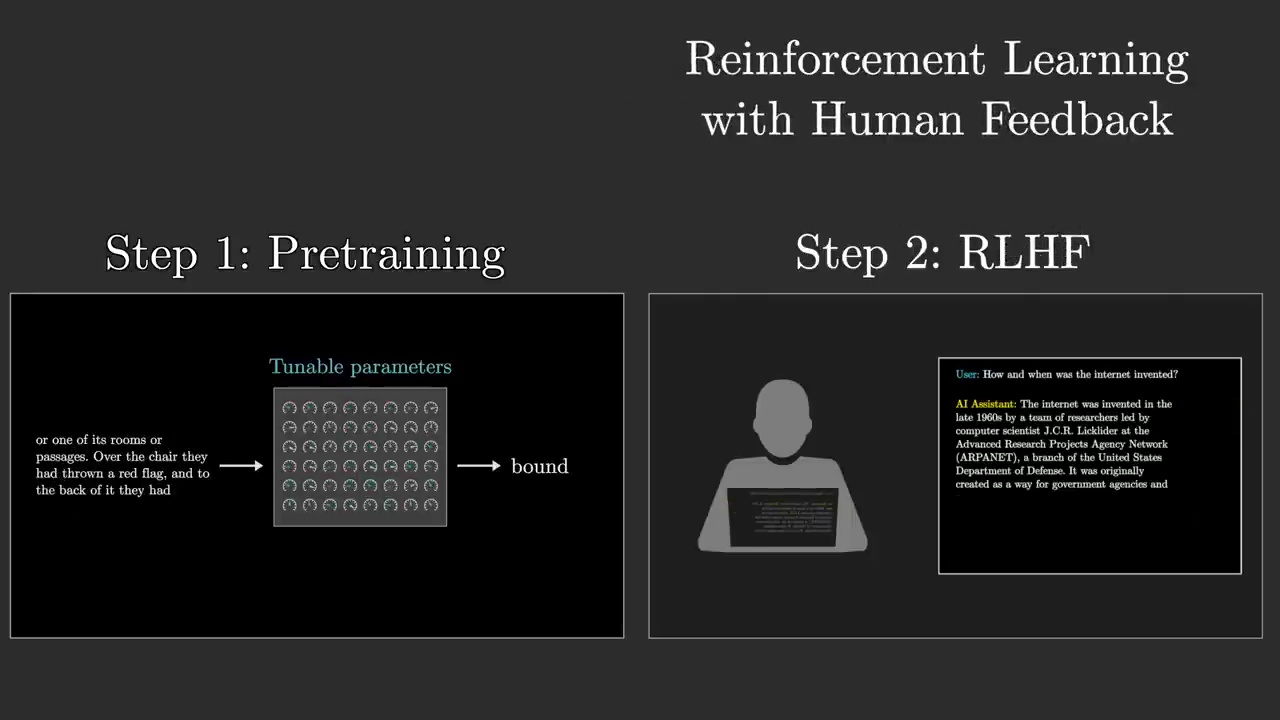 Reinforcement Learning
with Human Feedback
Step 1: Pretraining
Tunable parameters
or one of its rooms or
passages. Over the chair they
had thrown a red flag, and to
the back of it they had
bound
Step 2: RLHF
User: How and when was the internet invented?
AI Assistant: The internet was invented in the
late 1960s by a team of researchers led by
computer scientist J.C.R. Licklider at the
Advanced Research Projects Agency Network
(ARPANET), a branch of the United States
Department of Defense. It was originally
created as a way for government agencies and